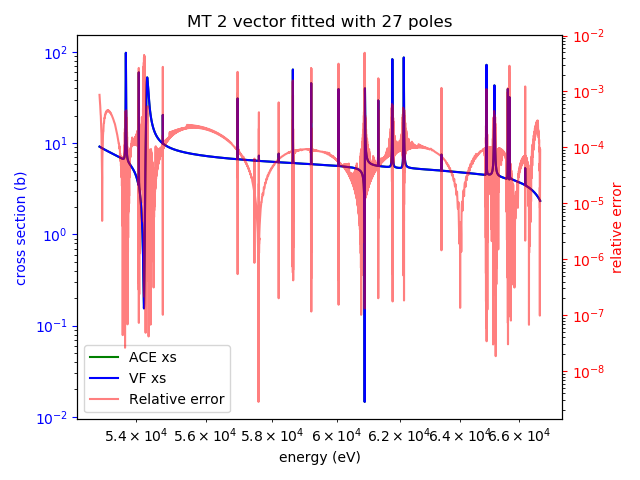 MT 2 vector fitted with 27 poles
10²
10¹
10⁰
10⁻¹
10⁻²
cross section (b)
10⁻²
10⁻³
10⁻⁴
10⁻⁵
10⁻⁶
10⁻⁷
10⁻⁸
relative error
ACE xs
VF xs
Relative error
5.4 × 10⁴ 5.6 × 10⁴ 5.8 × 10⁴ 6 × 10⁴ 6.2 × 10⁴ 6.4 × 10⁴ 6.6 × 10⁴
energy (eV)